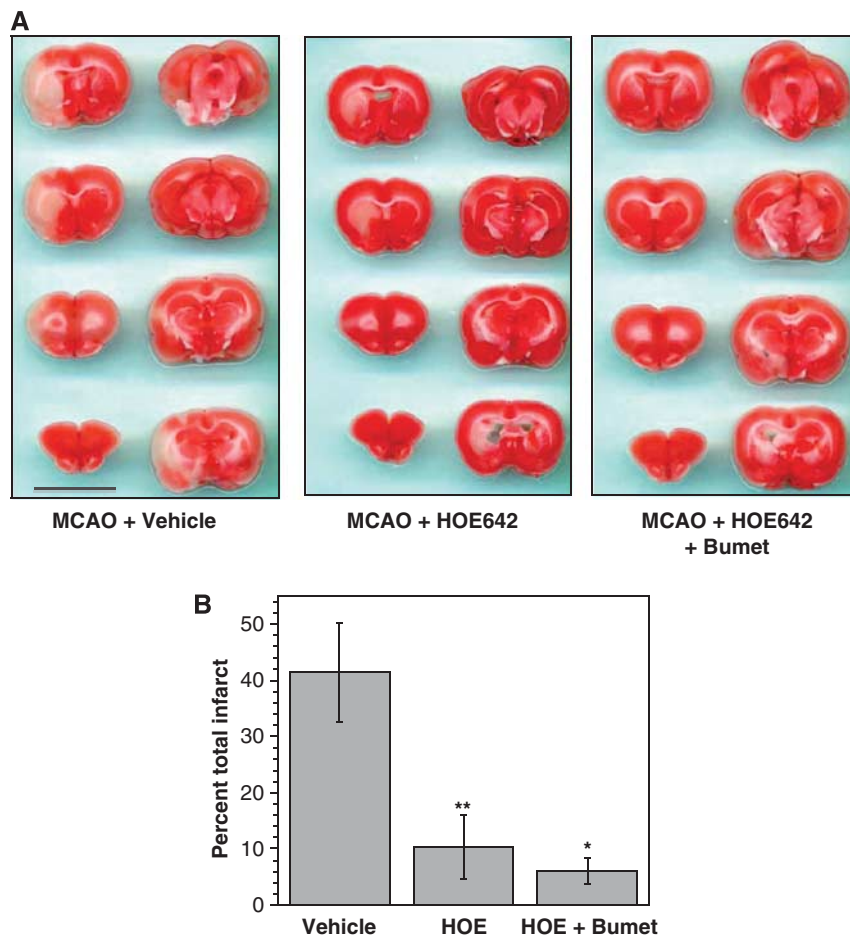 A
MCAO + Vehicle
MCAO + HOE642
MCAO + HOE642
+ Bumet
B
Percent total infarct
50
40
30
20
10
0
**
*
Vehicle
HOE
HOE + Bumet